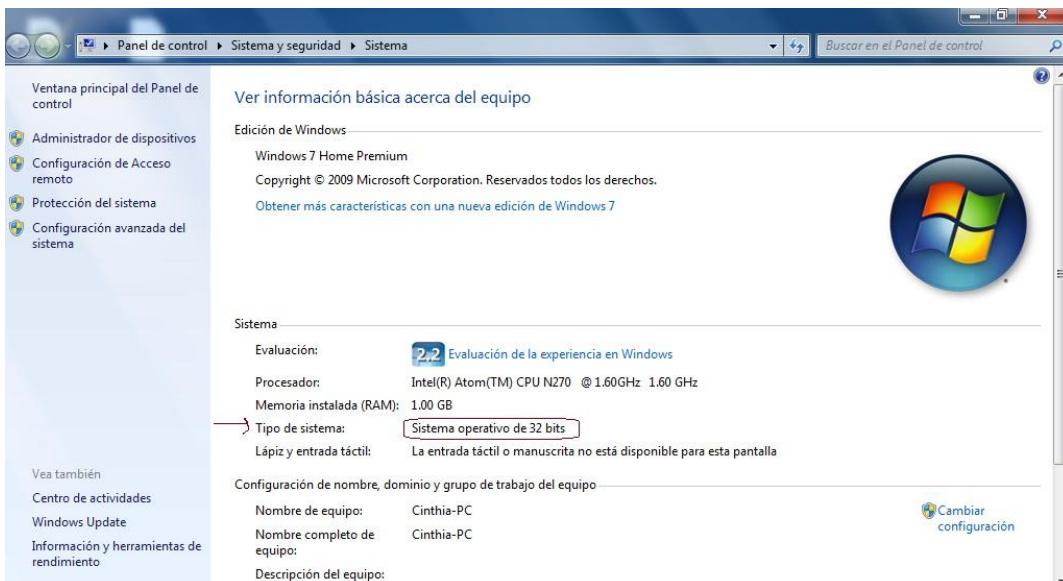 Panel de control ▸ Sistema y seguridad ▸ Sistema
Buscar en el Panel de control
Ventana principal del Panel de
control
Administrador de dispositivos
Configuración de Acceso
remoto
Protección del sistema
Configuración avanzada del
sistema
Vea también
Centro de actividades
Windows Update
Información y herramientas de
rendimiento
Ver información básica acerca del equipo
Edición de Windows
Windows 7 Home Premium
Copyright © 2009 Microsoft Corporation. Reservados todos los derechos.
Obtener más características con una nueva edición de Windows 7
Sistema
Evaluación: 2,2 Evaluación de la experiencia en Windows
Procesador: Intel(R) Atom(TM) CPU N270 @ 1.60GHz 1.60 GHz
Memoria instalada (RAM): 1.00 GB
Tipo de sistema: Sistema operativo de 32 bits
Lápiz y entrada táctil: La entrada táctil o manuscrita no está disponible para esta pantalla
Configuración de nombre, dominio y grupo de trabajo del equipo
Nombre de equipo: Cinthia-PC
Cambiar
configuración
Nombre completo de
equipo: Cinthia-PC
Descripción del equipo: